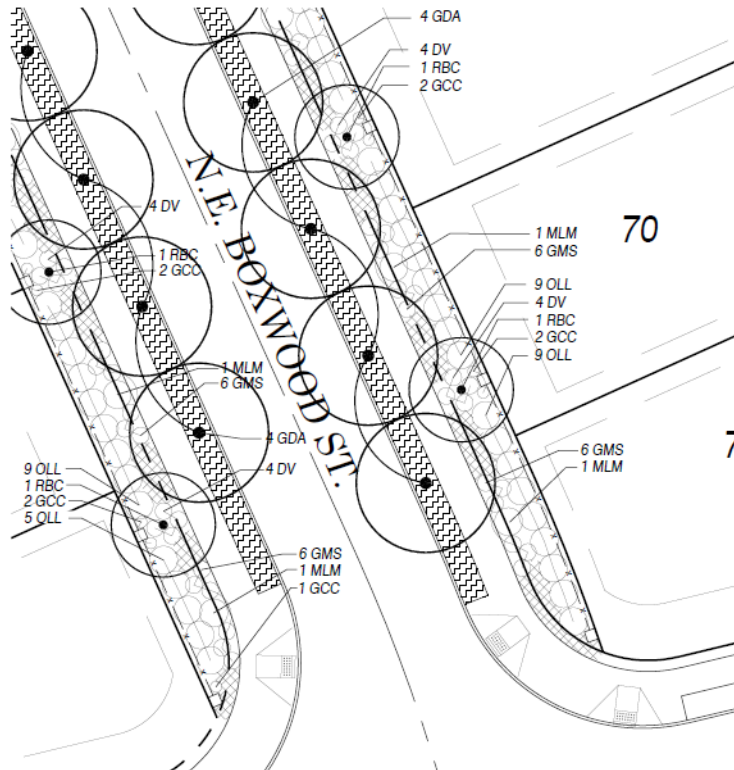 4 GDA
4 DV
1 RBC
2 GCC
4 DV
1 RBC
2 GCC
N.E. BOXWOOD ST.
1 MLM
6 GMS
70
9 OLL
4 DV
1 RBC
2 GCC
9 OLL
1 MLM
6 GMS
4 GDA
4 DV
9 OLL
1 RBC
2 GCC
5 OLL
6 GMS
1 MLM
6 GMS
1 MLM
1 GCC